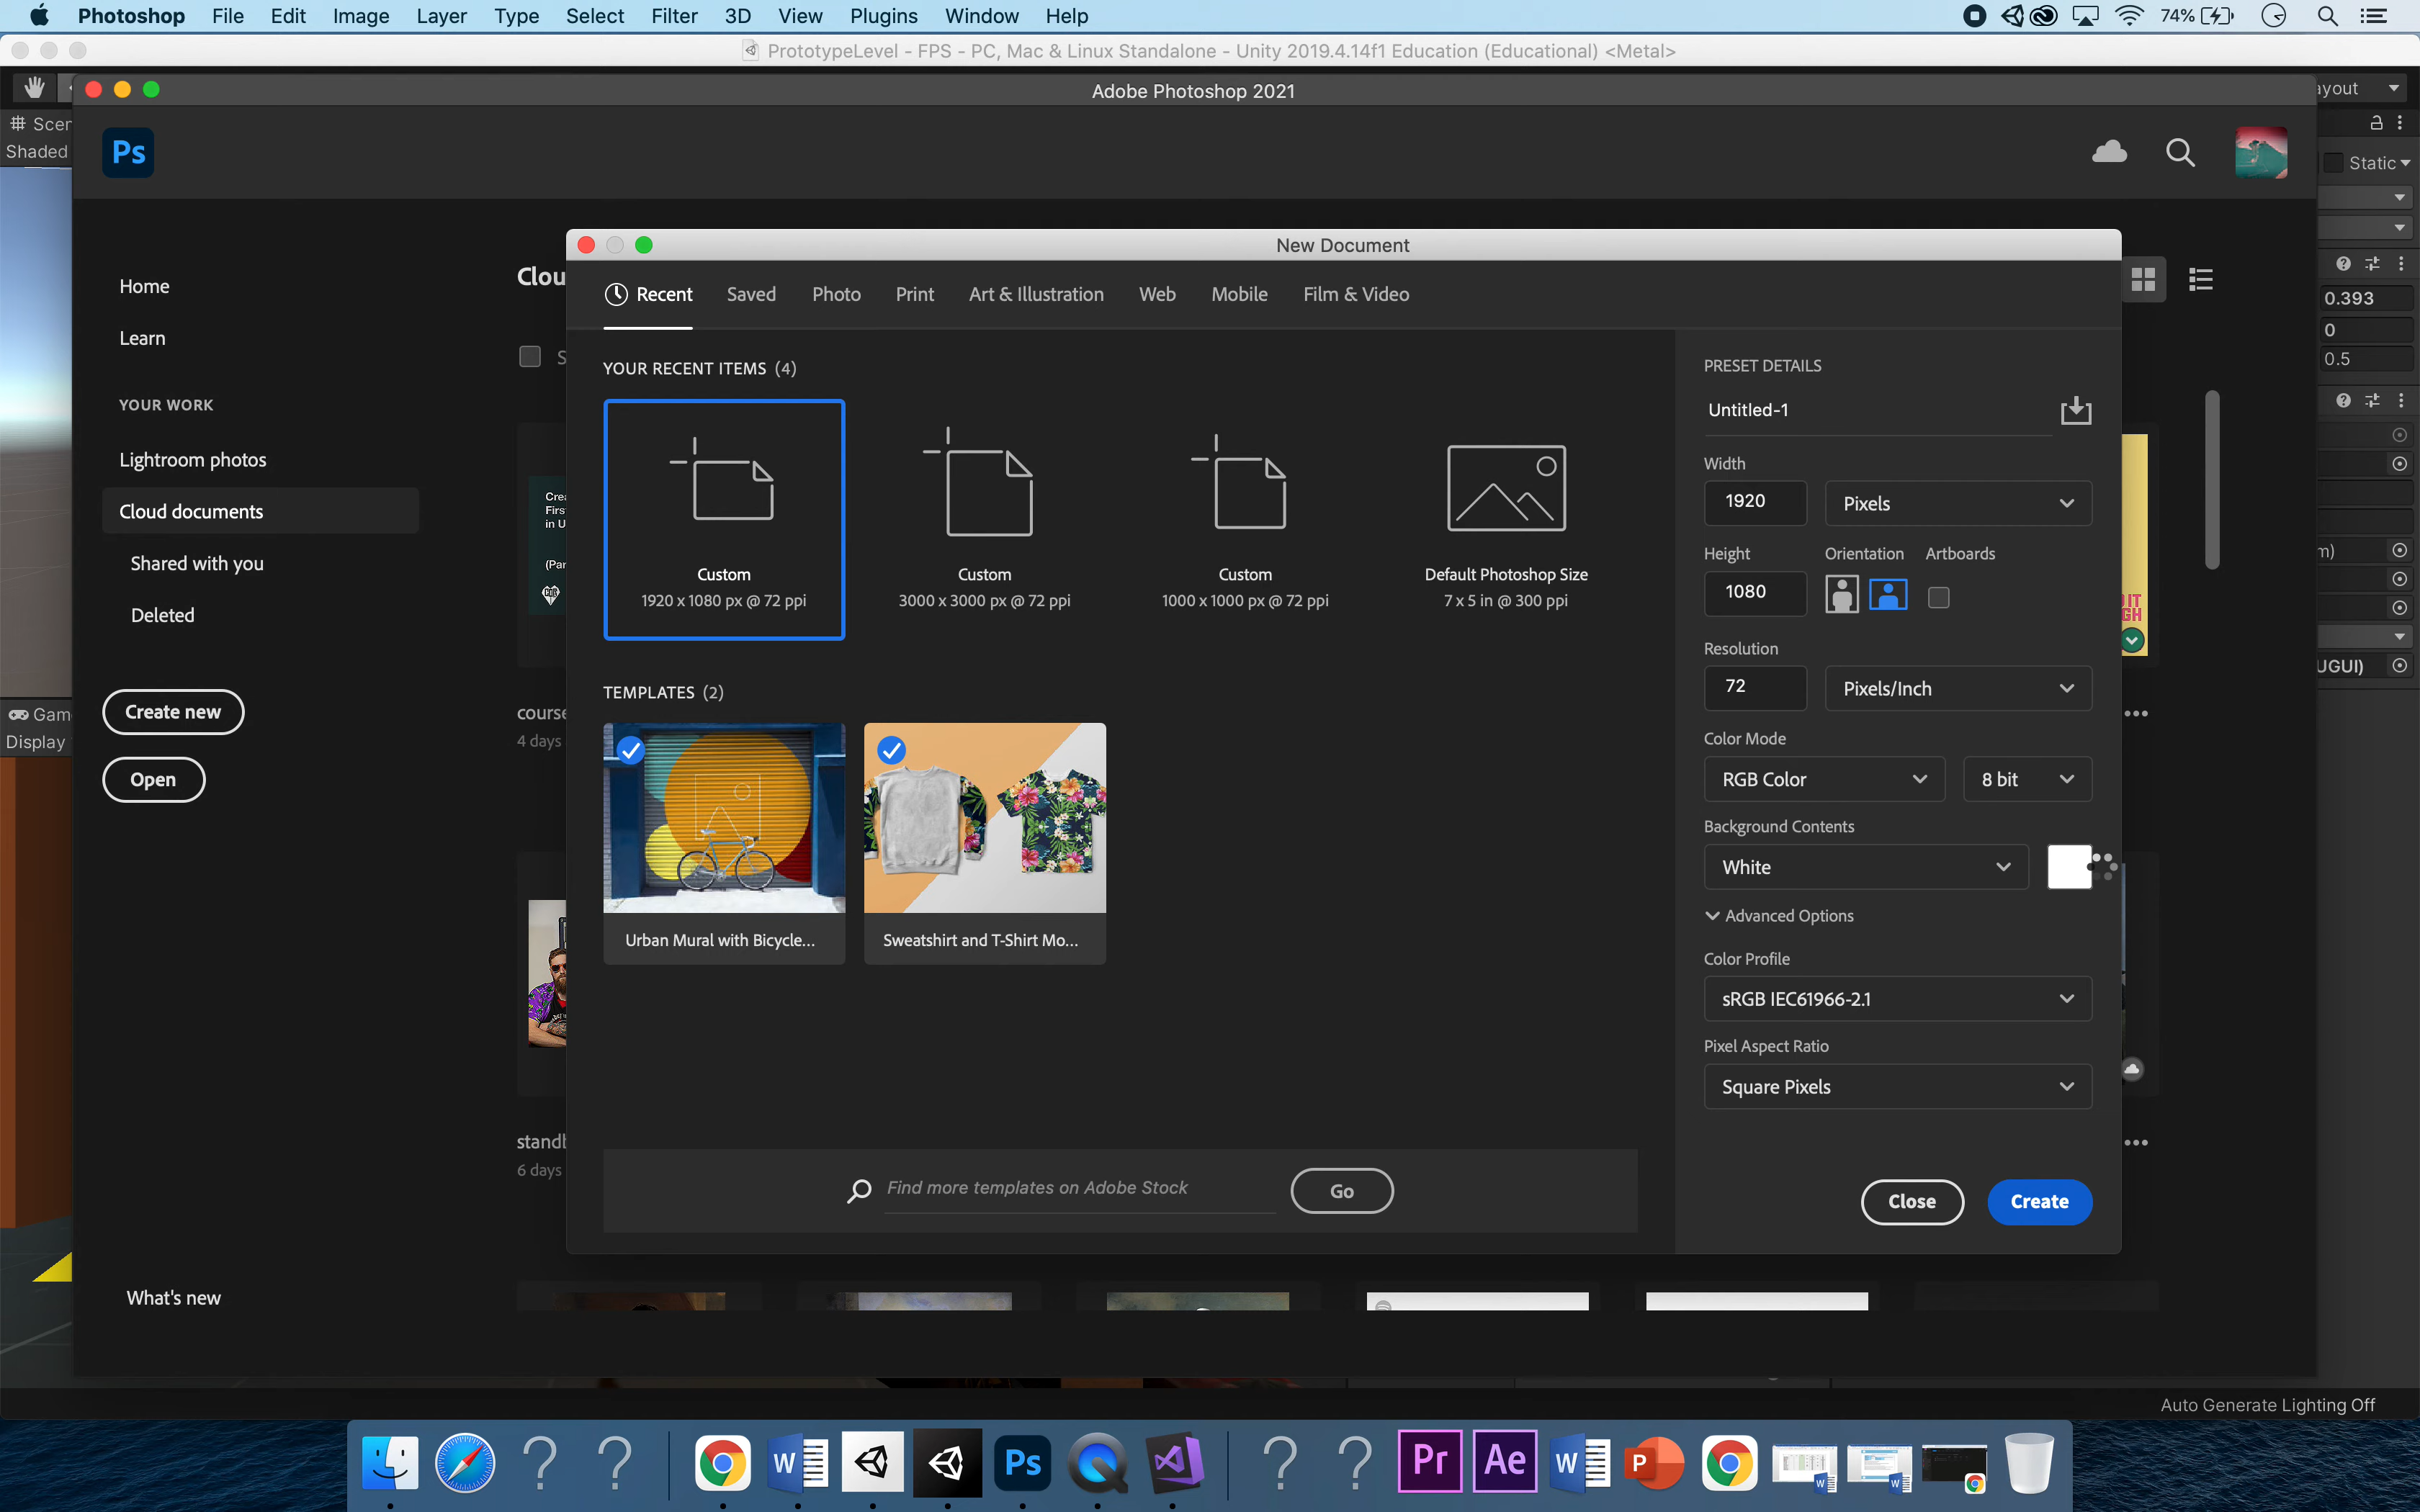 Photoshop File Edit Image Layer Type Select Filter 3D View Plugins Window Help 74%
PrototypeLevel - FPS - PC, Mac & Linux Standalone - Unity 2019.4.14f1 Education (Educational) <Metal>
Adobe Photoshop 2021
Shaded
Static
Ps
New Document
Home
Learn
YOUR WORK
Lightroom photos
Cloud documents
Shared with you
Deleted
Create new
Open
What's new
Recent Saved Photo Print Art & Illustration Web Mobile Film & Video
YOUR RECENT ITEMS (4)
Custom
1920 x 1080 px @ 72 ppi
Custom
3000 x 3000 px @ 72 ppi
Custom
1000 x 1000 px @ 72 ppi
Default Photoshop Size
7 x 5 in @ 300 ppi
TEMPLATES (2)
Urban Mural with Bicycle...
Sweatshirt and T-Shirt Mo...
Find more templates on Adobe Stock
Go
PRESET DETAILS
Untitled-1
Width
1920 Pixels
Height Orientation Artboards
1080
Resolution
72 Pixels/Inch
Color Mode
RGB Color 8 bit
Background Contents
White
Advanced Options
Color Profile
sRGB IEC61966-2.1
Pixel Aspect Ratio
Square Pixels
Close Create
0.393
0
0.5
UGUI)
Display
4 days
6 days
Auto Generate Lighting Off
W Ps Pr Ae W P W W